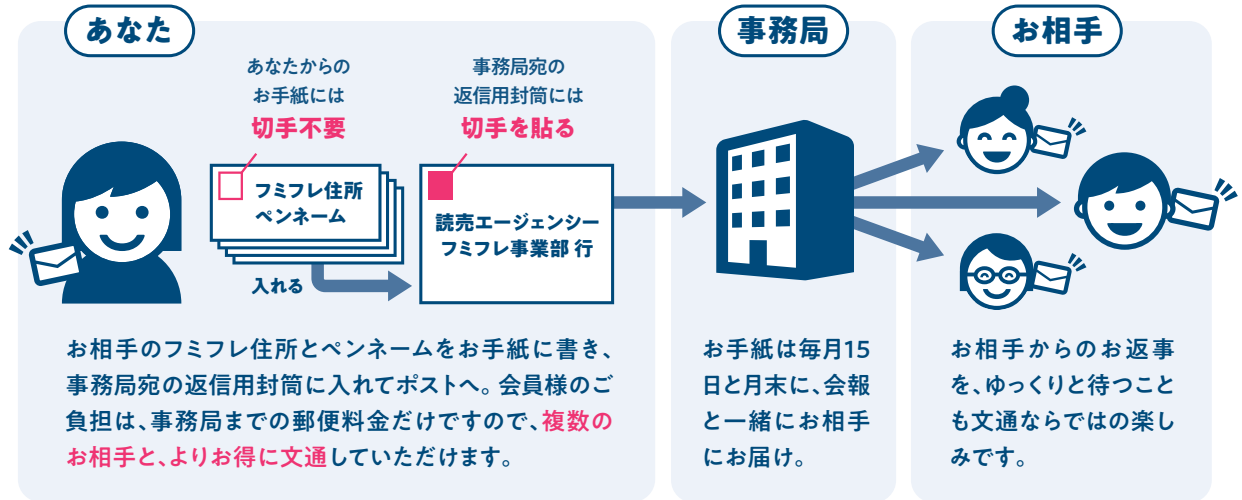 あなた
あなたからの
お手紙には
切手不要
事務局宛の
返信用封筒には
切手を貼る
フミフレ住所
ペンネーム
入れる
読売エージェンシー
フミフレ事業部 行
お相手のフミフレ住所とペンネームをお手紙に書き、
事務局宛の返信用封筒に入れてポストへ。会員様のご
負担は、事務局までの郵便料金だけですので、複数の
お相手と、よりお得に文通していただけます。
事務局
お手紙は毎月15
日と月末に、会報
と一緒にお相手
にお届け。
お相手
お相手からのお返事
を、ゆっくりと待つこと
も文通ならではの楽し
みです。